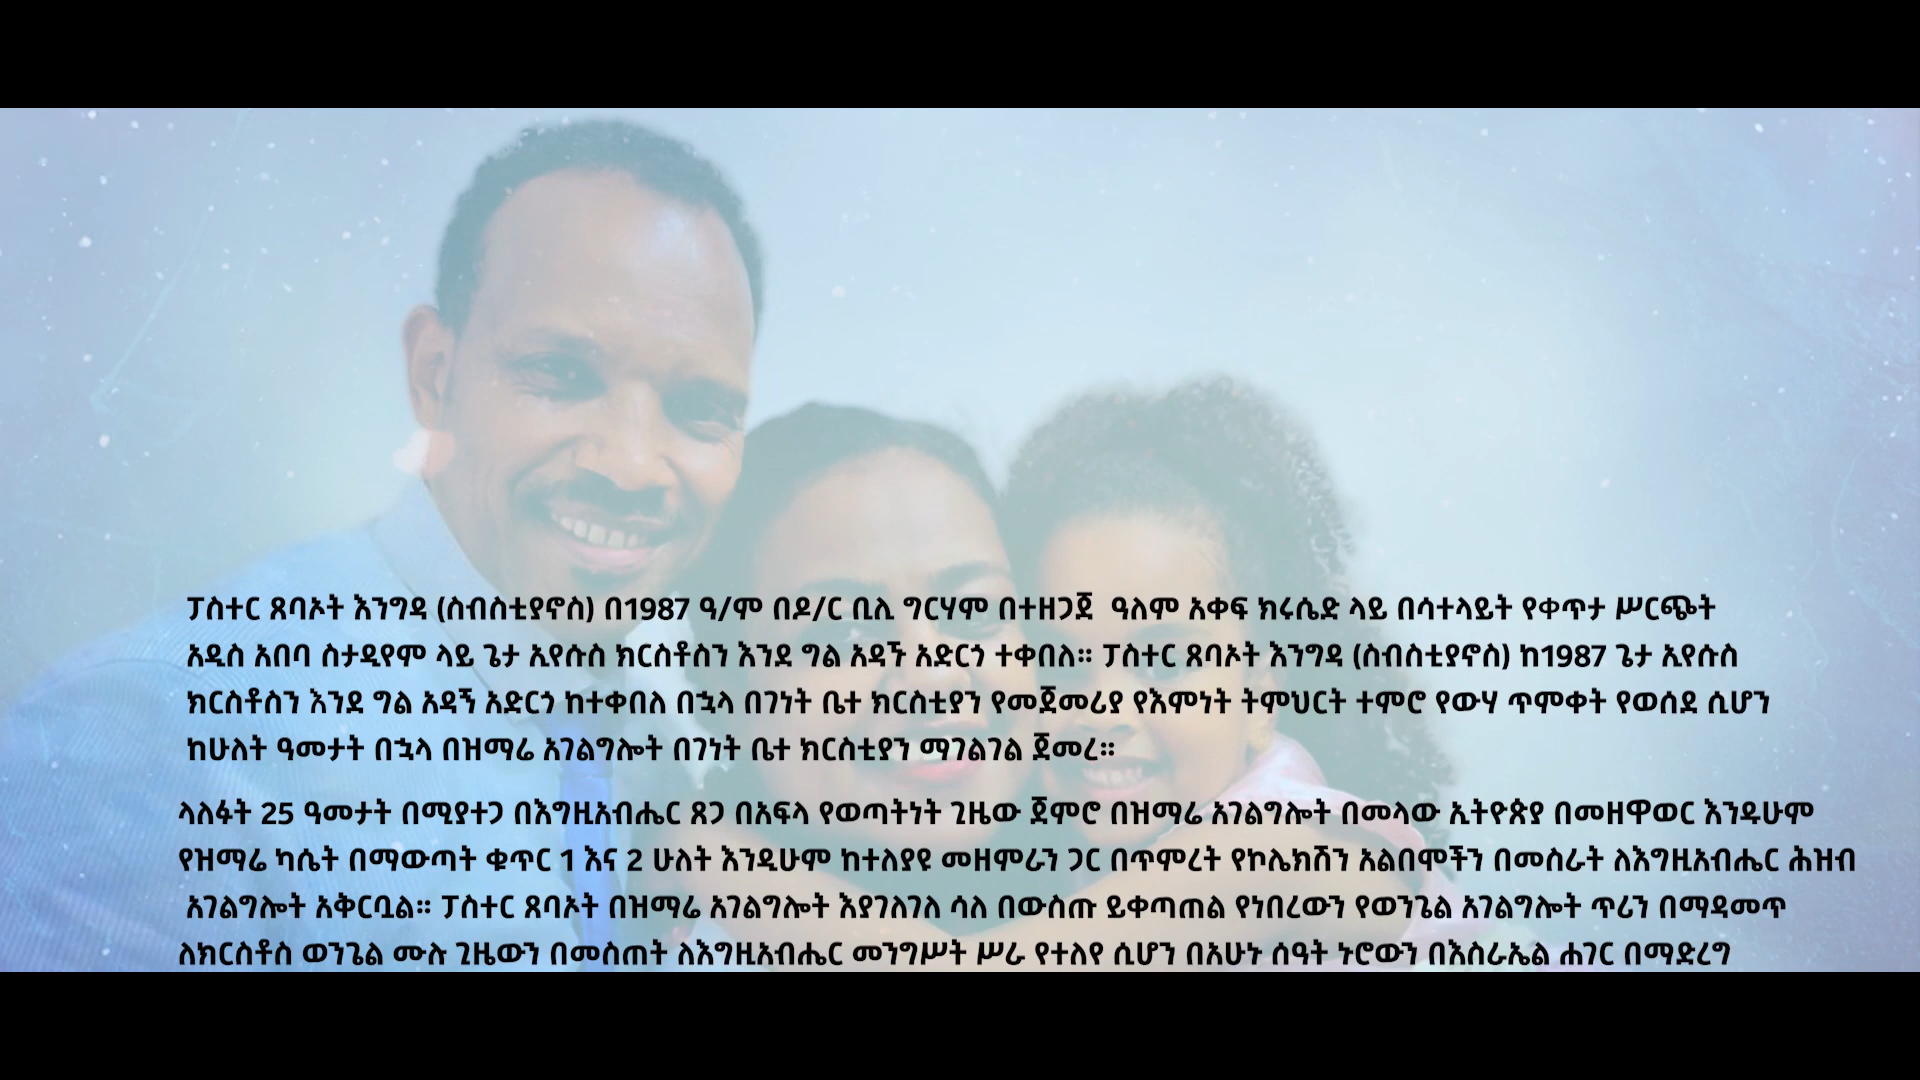 ፓስተር ጸባኦት እንግዳ (ስብስቲያኖስ) በ1987 ዓ/ም በዶ/ር ቢሊ ግርሃም በተዘጋጀ ዓለም አቀፍ ክሩሴድ ላይ በሳተላይት የቀጥታ ሥርጭት
አዲስ አበባ ስታዲየም ላይ ጌታ ኢየሱስ ክርስቶስን እንደ ግል አዳኙ አድርጎ ተቀበለ። ፓስተር ጸባኦት እንግዳ (ስብስቲያኖስ) ከ1987 ጌታ ኢየሱስ
ክርስቶስን እንደ ግል አዳኝ አድርጎ ከተቀበለ በኋላ በገነት ቤተ ክርስቲያን የመጀመሪያ የእምነት ትምህርት ተምሮ የውሃ ጥምቀት የወሰደ ሲሆን
ከሁለት ዓመታት በኋላ በዝማሬ አገልግሎት በገነት ቤተ ክርስቲያን ማገልገል ጀመረ።
ላለፉት 25 ዓመታት በሚያተጋ በእግዚአብሔር ጸጋ በአፍላ የወጣትነት ጊዜው ጀምሮ በዝማሬ አገልግሎት በመላው ኢትዮጵያ በመዘዋወር እንዱሁም
የዝማሬ ካሴት በማውጣት ቁጥር 1 እና 2 ሁለት እንዲሁም ከተለያዩ መዘምራን ጋር በጥምረት የኮሌክሽን አልበሞችን በመስራት ለእግዚአብሔር ሕዝብ
አገልግሎት አቅርቧል። ፓስተር ጸባኦት በዝማሬ አገልግሎት እያገለገለ ሳለ በውስጡ ይቀጣጠል የነበረውን የወንጌል አገልግሎት ጥሪን በማዳመጥ
ለክርስቶስ ወንጌል ሙሉ ጊዜውን በመስጠት ለእግዚአብሔር መንግሥት ሥራ የተለየ ሲሆን በአሁኑ ሰዓት ኑሮውን በእስራኤል ሐገር በማድረግ